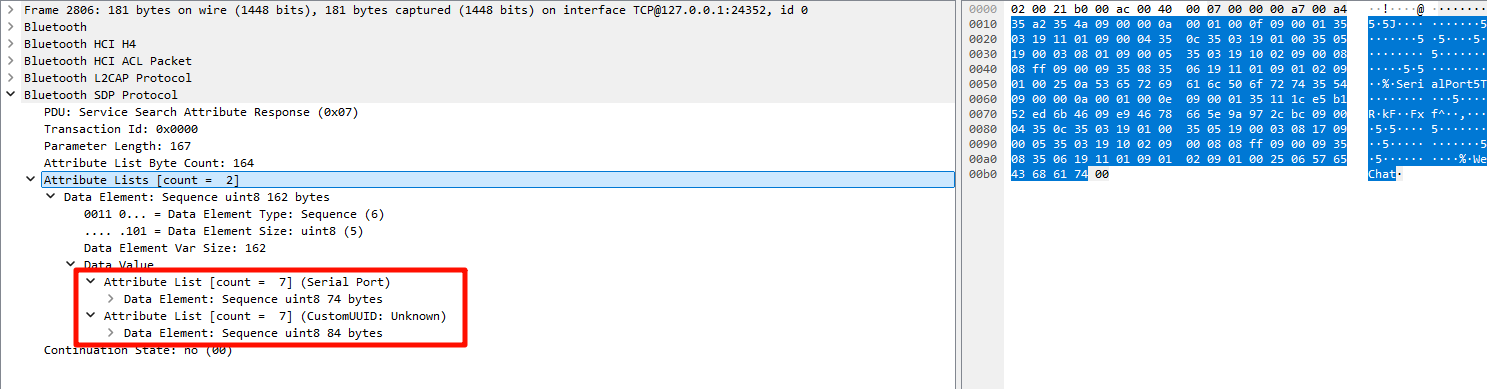 Frame 2806: 181 bytes on wire (1448 bits), 181 bytes captured (1448 bits) on interface TCP@127.0.0.1:24352, id 0
Bluetooth
Bluetooth HCI H4
Bluetooth HCI ACL Packet
Bluetooth L2CAP Protocol
Bluetooth SDP Protocol
PDU: Service Search Attribute Response (0x07)
Transaction Id: 0x0000
Parameter Length: 167
Attribute List Byte Count: 164
Attribute Lists [count =  2]
Data Element: Sequence uint8 162 bytes
0011 0... = Data Element Type: Sequence (6)
.... .101 = Data Element Size: uint8 (5)
Data Element Var Size: 162
Data Value
Attribute List [count =  7] (Serial Port)
Data Element: Sequence uint8 74 bytes
Attribute List [count =  7] (CustomUUID: Unknown)
Data Element: Sequence uint8 84 bytes
Continuation State: no (00)
0000 02 00 21 b0 00 ac 00 40 00 07 00 00 00 a7 00 a4 ··!····@ ········
0010 35 a2 35 4a 09 00 00 0a 00 01 00 0f 09 00 01 35 5·5J···· ·······5
0020 03 19 11 01 09 00 04 35 0c 35 03 19 01 00 35 05 ·······5 ·5····5·
0030 19 00 03 08 01 09 00 05 35 03 19 10 02 09 00 08 ········ 5·······
0040 08 ff 09 00 09 35 08 35 06 19 11 01 09 01 02 09 ·····5·5 ········
0050 01 00 25 0a 53 65 72 69 61 6c 50 6f 72 74 35 54 ··%·Seri alPort5T
0060 09 00 00 0a 00 01 00 0e 09 00 01 35 11 1c e5 b1 ········ ···5····
0070 52 ed 6b 46 09 e9 46 78 66 5e 9a 97 2c bc 09 00 R·kF··Fx f^··,···
0080 04 35 0c 35 03 19 01 00 35 05 19 00 03 08 17 09 ·5·5···· 5·······
0090 00 05 35 03 19 10 02 09 00 08 08 ff 09 00 09 35 ··5····· ·······5
00a0 08 35 06 19 11 01 09 01 02 09 01 00 25 06 57 65 ·5······ ····%·We
00b0 43 68 61 74 00 Chat·